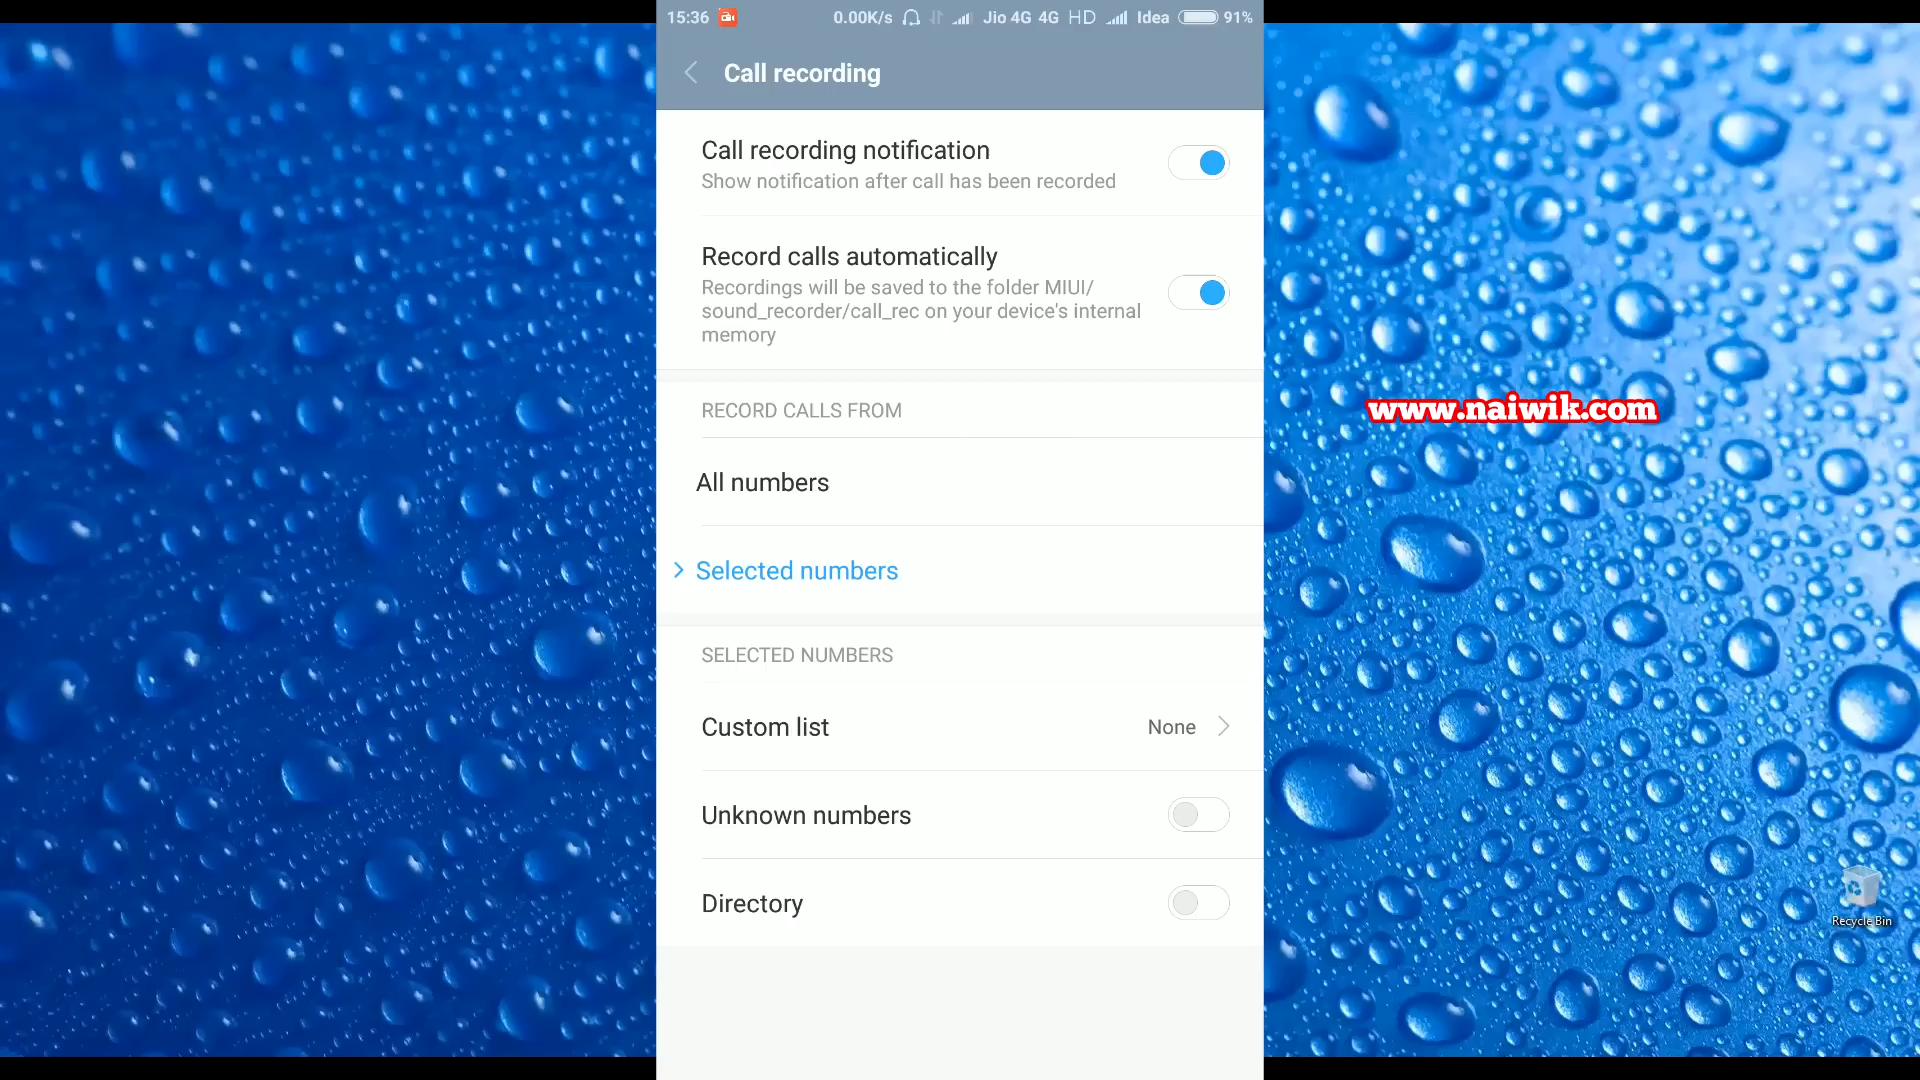 15:36 0.00K/s Jio 4G 4G HD Idea 91%
Call recording
Call recording notification
Show notification after call has been recorded
Record calls automatically
Recordings will be saved to the folder MIUI/
sound_recorder/call_rec on your device's internal
memory
RECORD CALLS FROM
All numbers
www.naiwik.com
Selected numbers
SELECTED NUMBERS
Custom list None
Unknown numbers
Directory
Recycle Bin